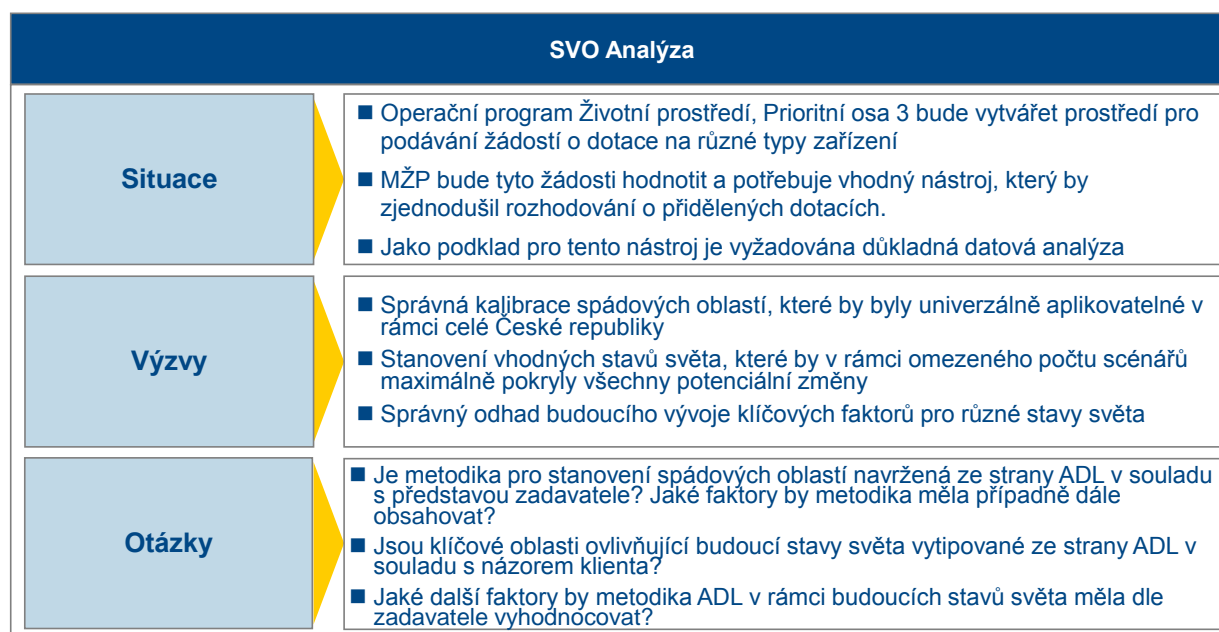 SVO Analýza
Situace
■ Operační program Životní prostředí, Prioritní osa 3 bude vytvářet prostředí pro
podávání žádostí o dotace na různé typy zařízení
■ MŽP bude tyto žádosti hodnotit a potřebuje vhodný nástroj, který by
zjednodušil rozhodování o přidělených dotacích.
■ Jako podklad pro tento nástroj je vyžadována důkladná datová analýza
Výzvy
■ Správná kalibrace spádových oblastí, které by byly univerzálně aplikovatelné v
rámci celé České republiky
■ Stanovení vhodných stavů světa, které by v rámci omezeného počtu scénářů
maximálně pokryly všechny potenciální změny
■ Správný odhad budoucího vývoje klíčových faktorů pro různé stavy světa
Otázky
■ Je metodika pro stanovení spádových oblastí navržená ze strany ADL v souladu
s představou zadavatele? Jaké faktory by metodika měla případně dále
obsahovat?
■ Jsou klíčové oblasti ovlivňující budoucí stavy světa vytipované ze strany ADL v
souladu s názorem klienta?
■ Jaké další faktory by metodika ADL v rámci budoucích stavů světa měla dle
zadavatele vyhodnocovat?